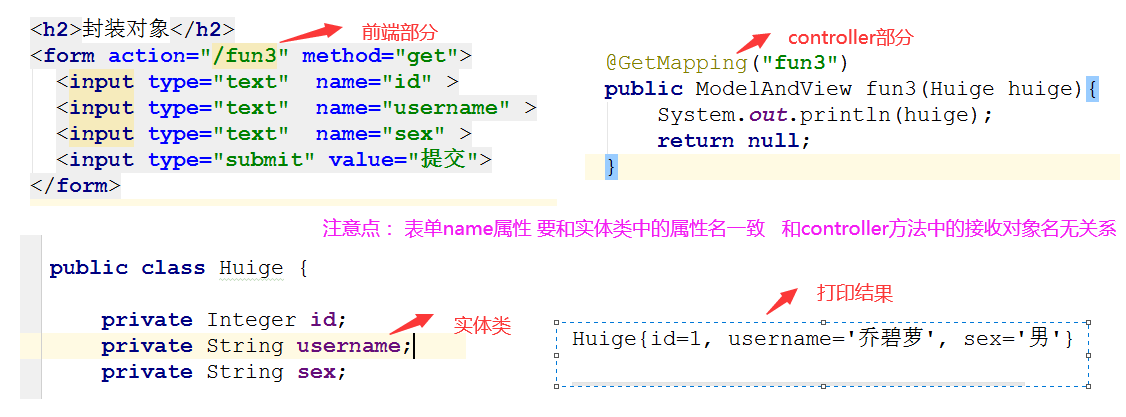 <h2>封装对象</h2>
前端部分
<form action="/fun3" method="get">
<input type="text"  name="id" >
<input type="text"  name="username" >
<input type="text"  name="sex" >
<input type="submit" value="提交">
</form>
controller部分
@GetMapping("fun3")
public ModelAndView fun3(Huige huige){
System.out.println(huige);
return null;
}
注意点： 表单name属性 要和实体类中的属性名一致   和controller方法中的接收对象名无关系
public class Huige {
private Integer id;
private String username;
private String sex;
实体类
打印结果
Huige{id=1, username='乔碧萝', sex='男'}